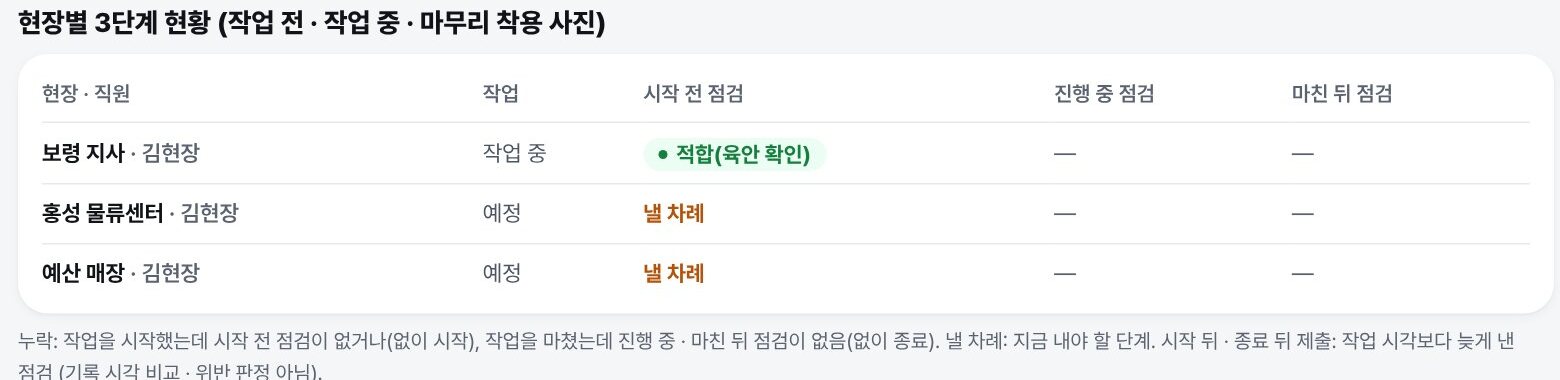 현장별 3단계 현황 (작업 전 · 작업 중 · 마무리 착용 사진)
현장 · 직원 작업 시작 전 점검 진행 중 점검 마친 뒤 점검
보령 지사 · 김현장 작업 중 적합(육안 확인) — —
홍성 물류센터 · 김현장 예정 낼 차례 — —
예산 매장 · 김현장 예정 낼 차례 — —
누락: 작업을 시작했는데 시작 전 점검이 없거나(없이 시작), 작업을 마쳤는데 진행 중 · 마친 뒤 점검이 없음(없이 종료). 낼 차례: 지금 내야 할 단계. 시작 뒤 · 종료 뒤 제출: 작업 시각보다 늦게 낸
점검 (기록 시각 비교 · 위반 판정 아님).